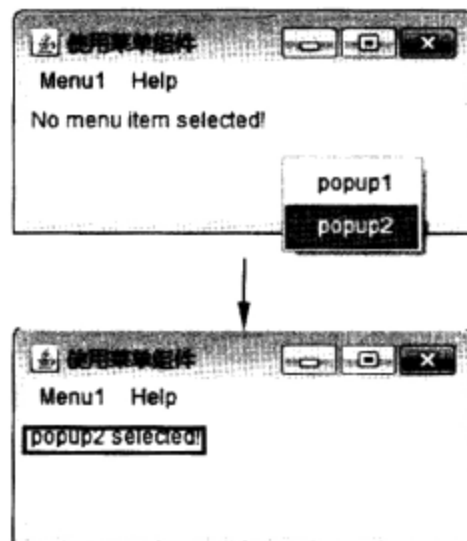 使用菜单组件
Menu1 Help
No menu item selected!
popup1
popup2
使用菜单组件
Menu1 Help
popup2 selected!